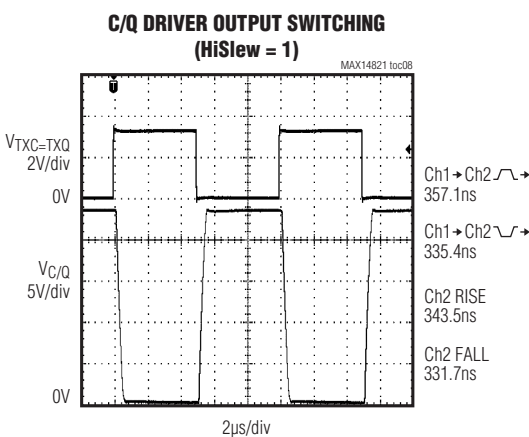 C/Q DRIVER OUTPUT SWITCHING
(HiSlew = 1)
MAX14821 toc08
VTXC=TXQ
2V/div
0V
VC/Q
5V/div
0V
Ch1→Ch2
357.1ns
Ch1→Ch2
335.4ns
Ch2 RISE
343.5ns
Ch2 FALL
331.7ns
2µs/div